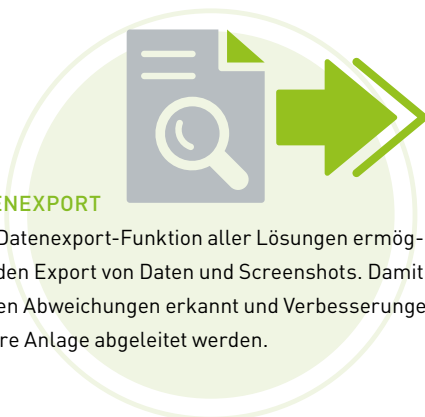 ENEXPORT
Datenexport-Funktion aller Lösungen ermög-
den Export von Daten und Screenshots. Damit
en Abweichungen erkannt und Verbesserunge
re Anlage abgeleitet werden.